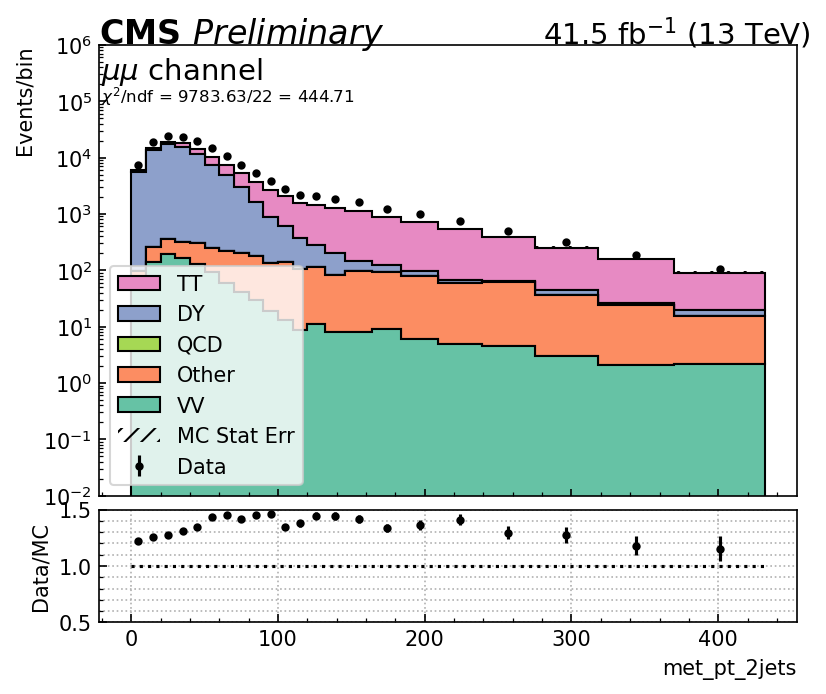 CMS Preliminary 41.5 fb⁻¹ (13 TeV)
μμ channel
χ²/ndf = 9783.63/22 = 444.71
Events/bin
10⁶
10⁵
10⁴
10³
10²
10¹
10⁰
10⁻¹
10⁻²
TT
DY
QCD
Other
VV
MC Stat Err
Data
Data/MC
1.5
1.0
0.5
0 100 200 300 400
met_pt_2jets